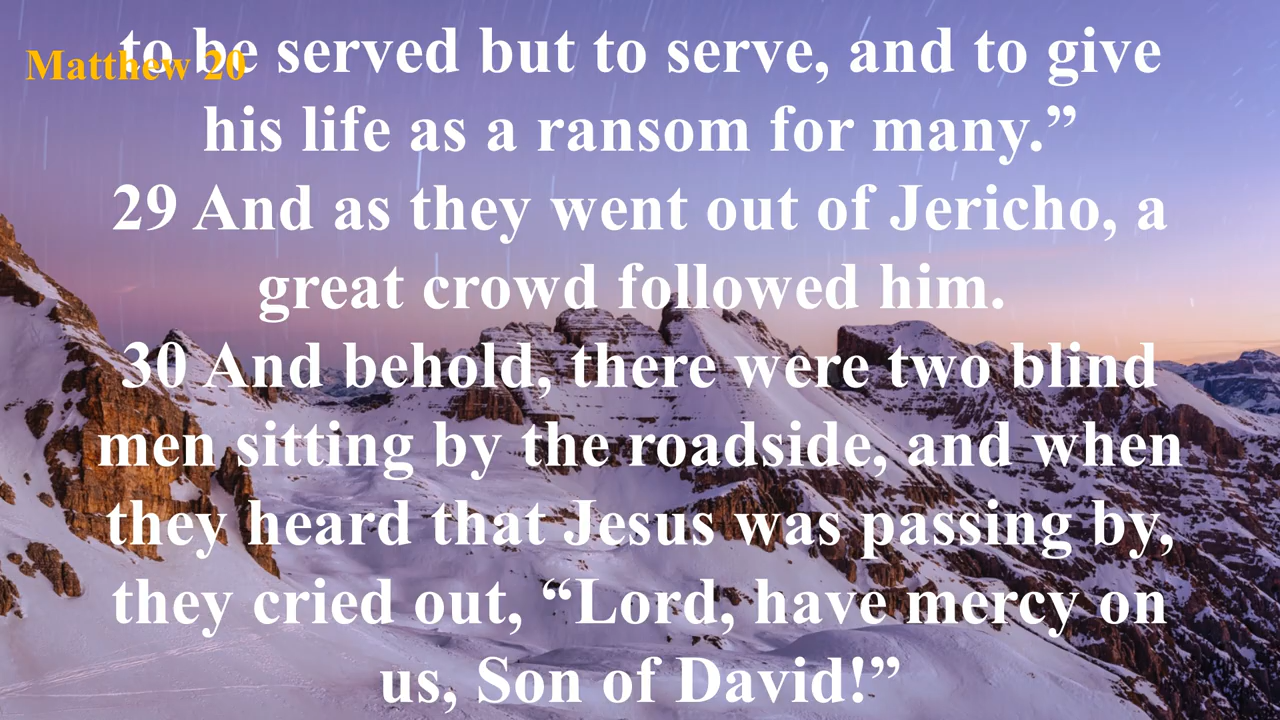 Matthew 20
to be served but to serve, and to give
his life as a ransom for many.”
29 And as they went out of Jericho, a
great crowd followed him.
30 And behold, there were two blind
men sitting by the roadside, and when
they heard that Jesus was passing by,
they cried out, “Lord, have mercy on
us, Son of David!”